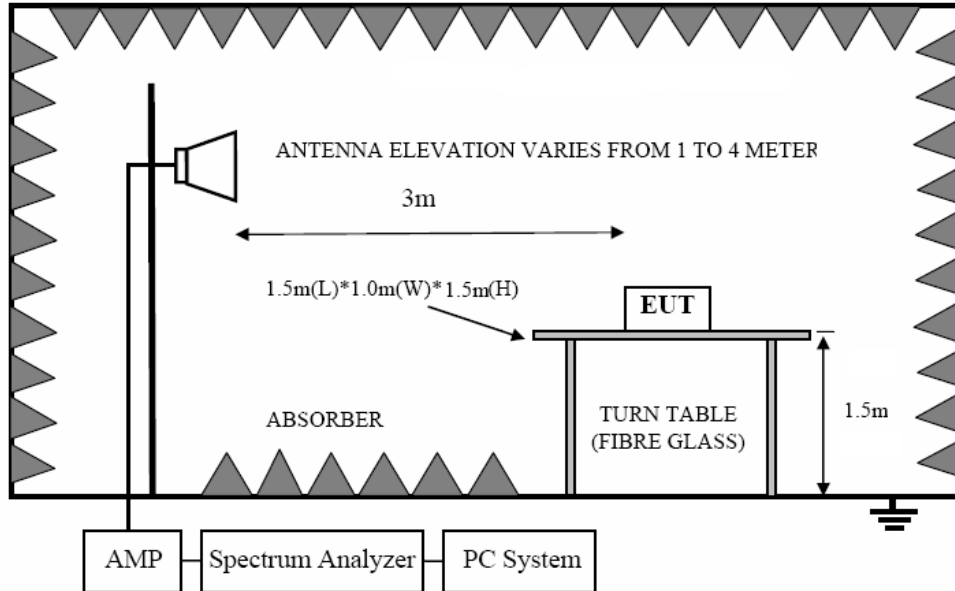 ANTENNA ELEVATION VARIES FROM 1 TO 4 METER
3m
1.5m(L)*1.0m(W)*1.5m(H)
EUT
ABSORBER
TURN TABLE
(FIBRE GLASS)
1.5m
AMP
Spectrum Analyzer
PC System